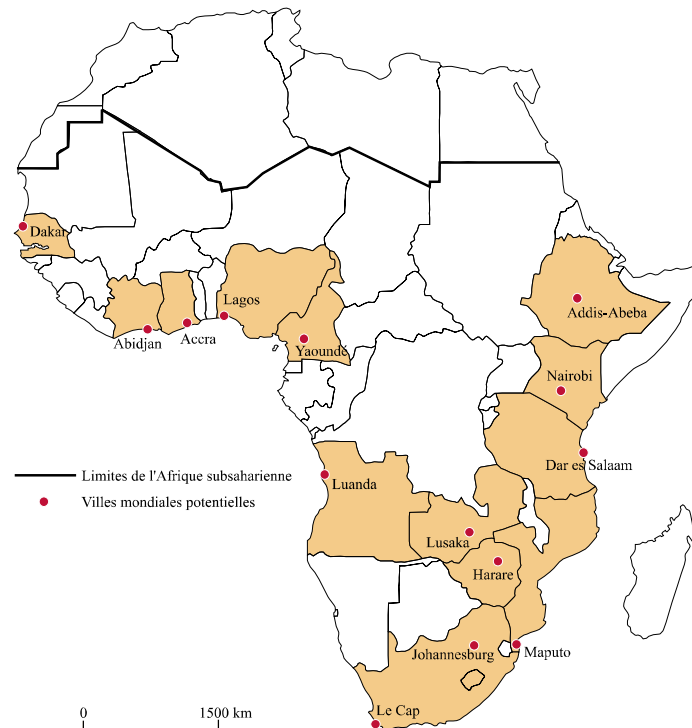 Dakar
Lagos
Abidjan
Accra
Yaoundé
Addis-Abeba
Nairobi
Dar es Salaam
Limites de l'Afrique subsaharienne
Villes mondiales potentielles
Luanda
Lusaka
Harare
Johannesburg
Maputo
Le Cap
0 1500 km